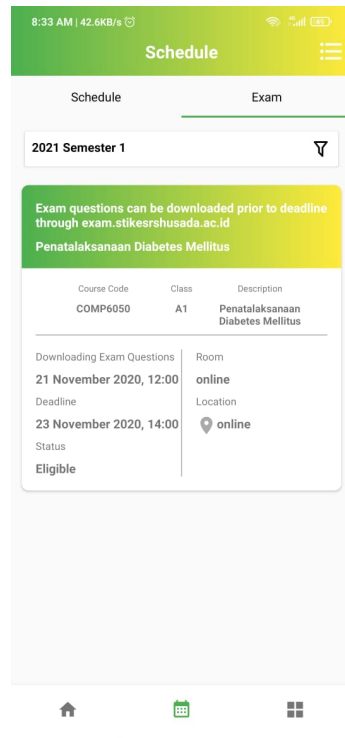 8:33 AM | 42.6KB/s
Schedule
Schedule
Exam
2021 Semester 1
Exam questions can be downloaded prior to deadline
through exam.stikesrshusada.ac.id
Penatalaksanaan Diabetes Mellitus
Course Code Class Description
COMP6050 A1 Penatalaksanaan
Diabetes Mellitus
Downloading Exam Questions
21 November 2020, 12:00
Deadline
23 November 2020, 14:00
Status
Eligible
Room
online
Location
online